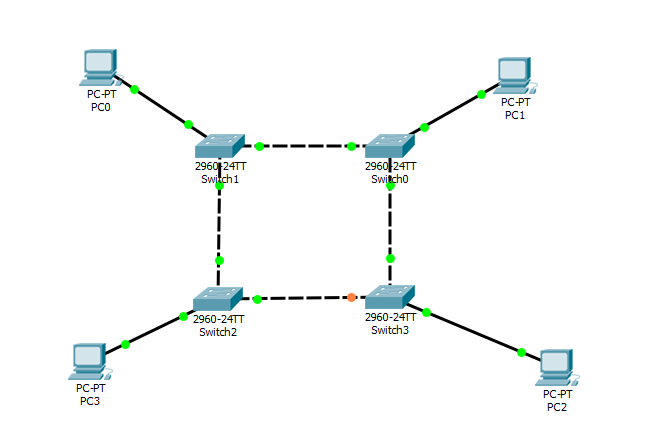 PC-PT
PC0
PC-PT
PC1
2960-24TT
Switch1
2960-24TT
Switch0
2960-24TT
Switch2
2960-24TT
Switch3
PC-PT
PC3
PC-PT
PC2